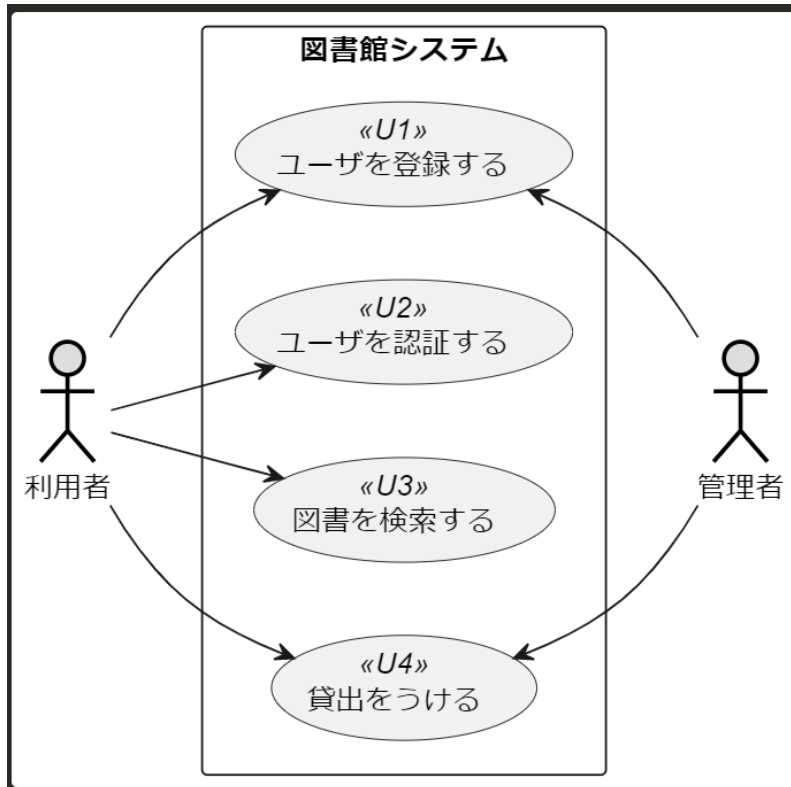 図書館システム
«U1»
ユーザを登録する
«U2»
ユーザを認証する
利用者
管理者
«U3»
図書を検索する
«U4»
貸出をうける